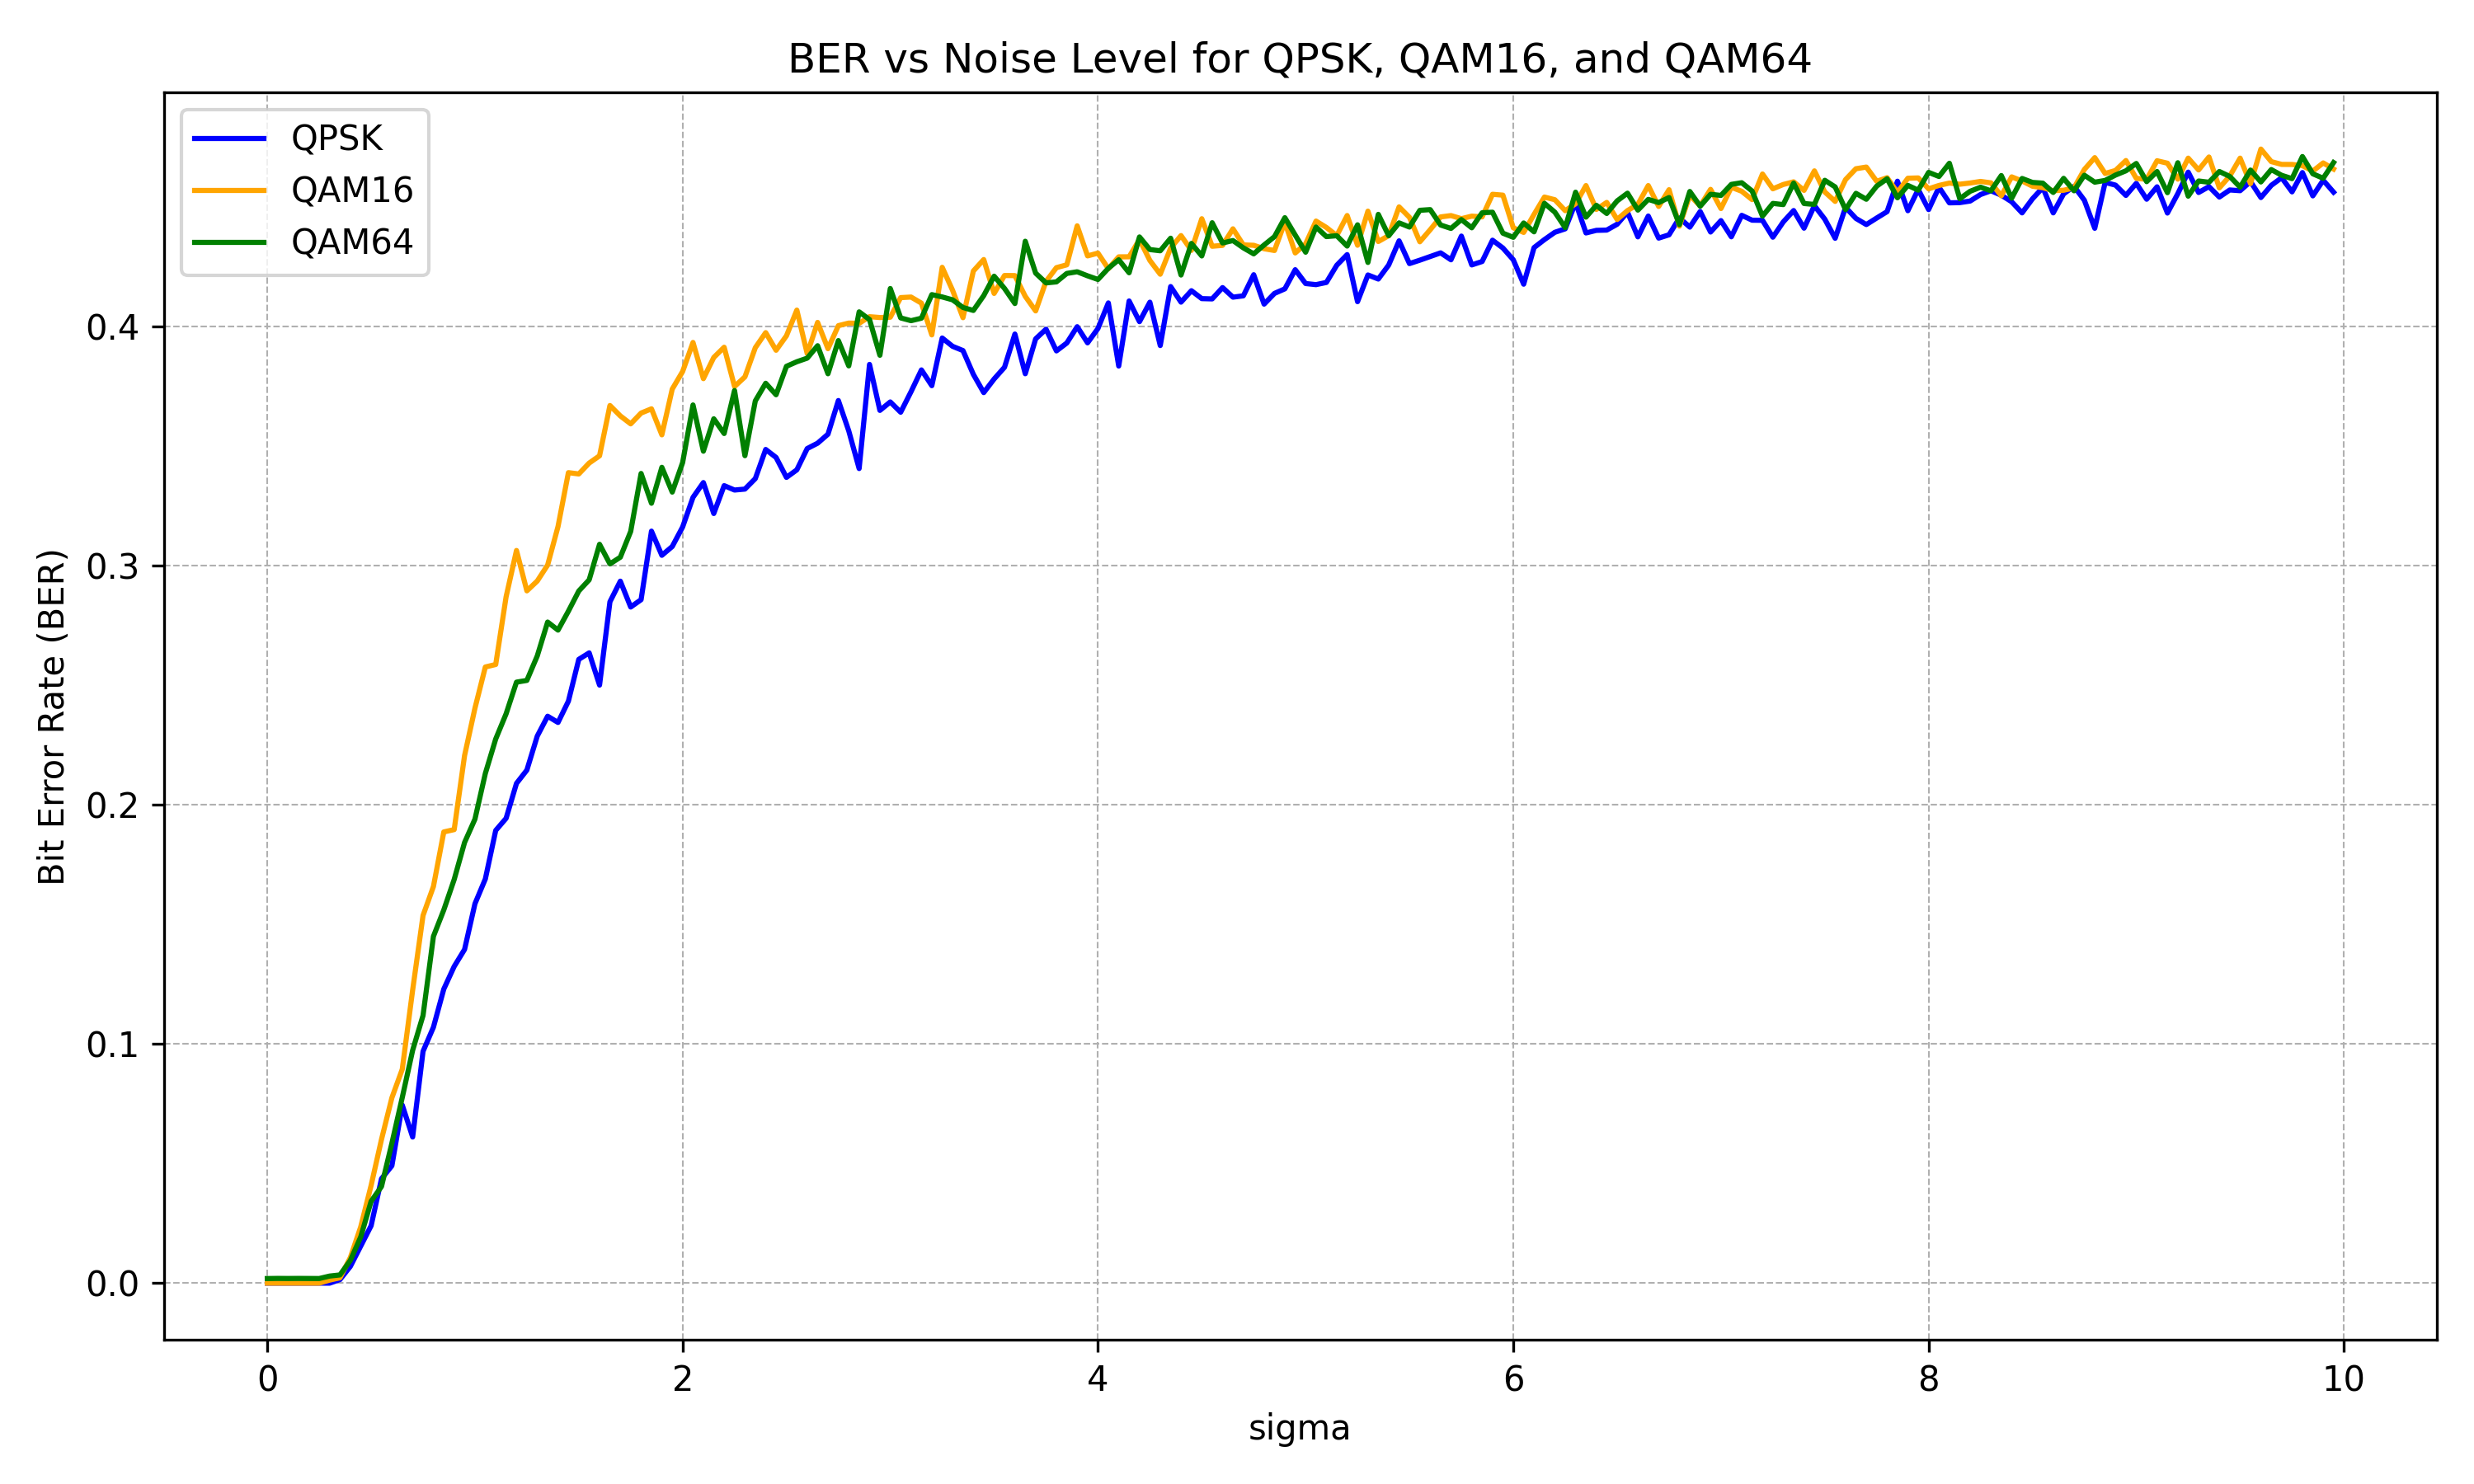 BER vs Noise Level for QPSK, QAM16, and QAM64
QPSK
QAM16
QAM64
Bit Error Rate (BER)
0.4
0.3
0.2
0.1
0.0
0 2 4 6 8 10
sigma